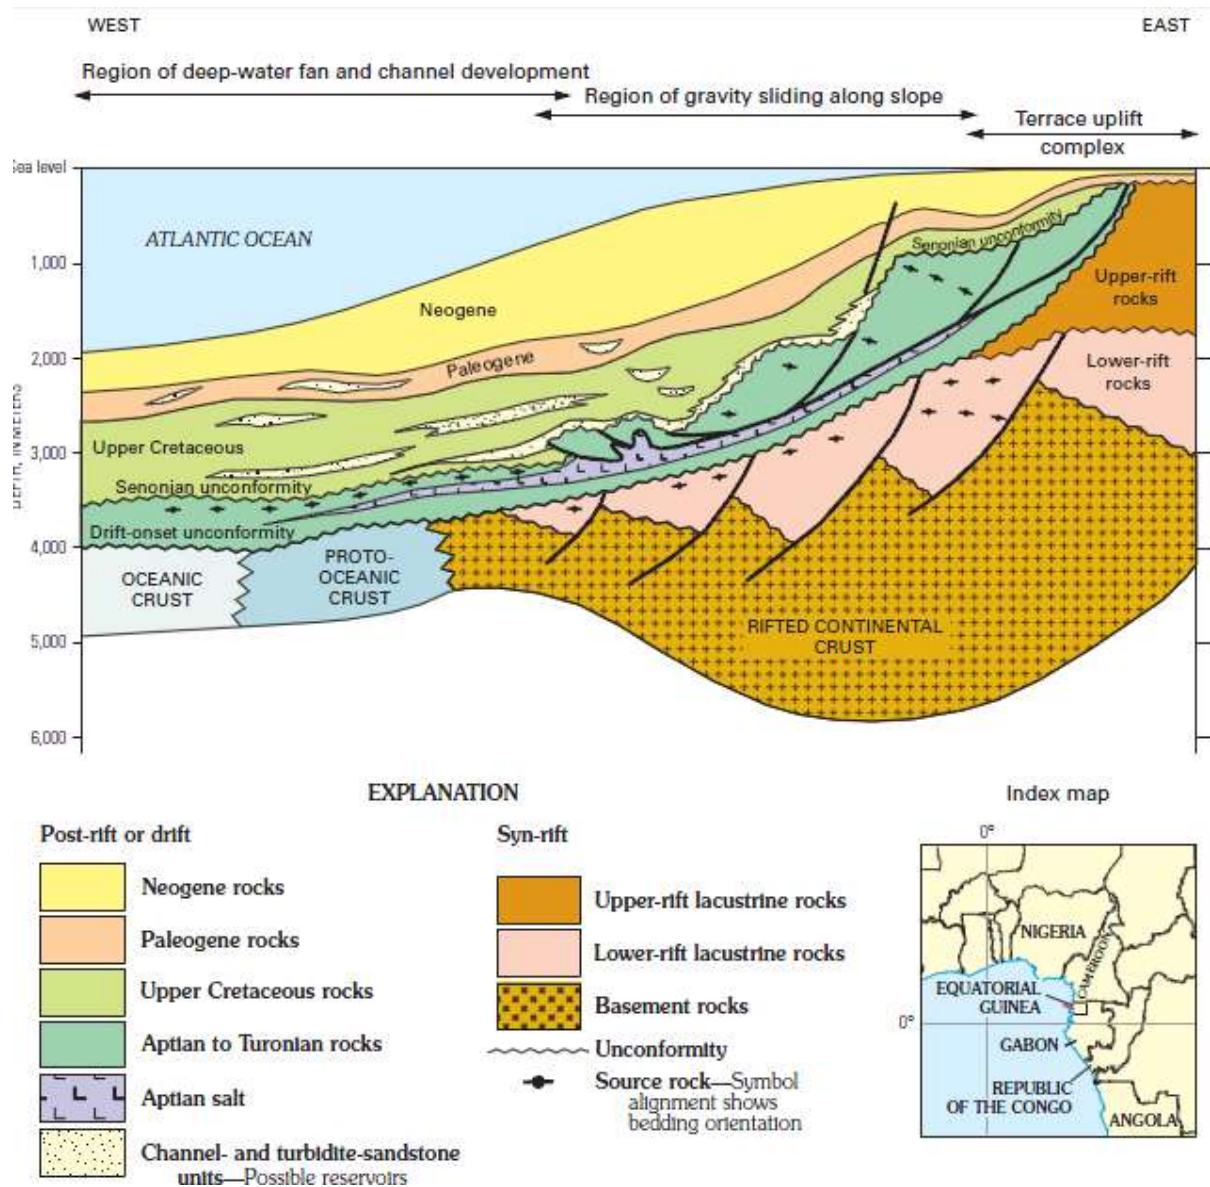 WEST
EAST
Region of deep-water fan and channel development
Region of gravity sliding along slope
Terrace uplift
complex
Sea level
1,000
2,000
3,000
4,000
5,000
6,000
DEPTH, IN METERS
ATLANTIC OCEAN
Neogene
Paleogene
Senonian unconformity
Upper-rift
rocks
Lower-rift
rocks
Upper Cretaceous
Senonian unconformity
Drift-onset unconformity
OCEANIC
CRUST
PROTO-
OCEANIC
CRUST
RIFTED CONTINENTAL
CRUST
EXPLANATION
Post-rift or drift
Neogene rocks
Paleogene rocks
Upper Cretaceous rocks
Aptian to Turonian rocks
Aptian salt
Channel- and turbidite-sandstone
units—Possible reservoirs
Syn-rift
Upper-rift lacustrine rocks
Lower-rift lacustrine rocks
Basement rocks
Unconformity
Source rock—Symbol
alignment shows
bedding orientation
Index map
0°
0°
NIGERIA
CAMEROON
EQUATORIAL
GUINEA
GABON
REPUBLIC
OF THE CONGO
ANGOLA